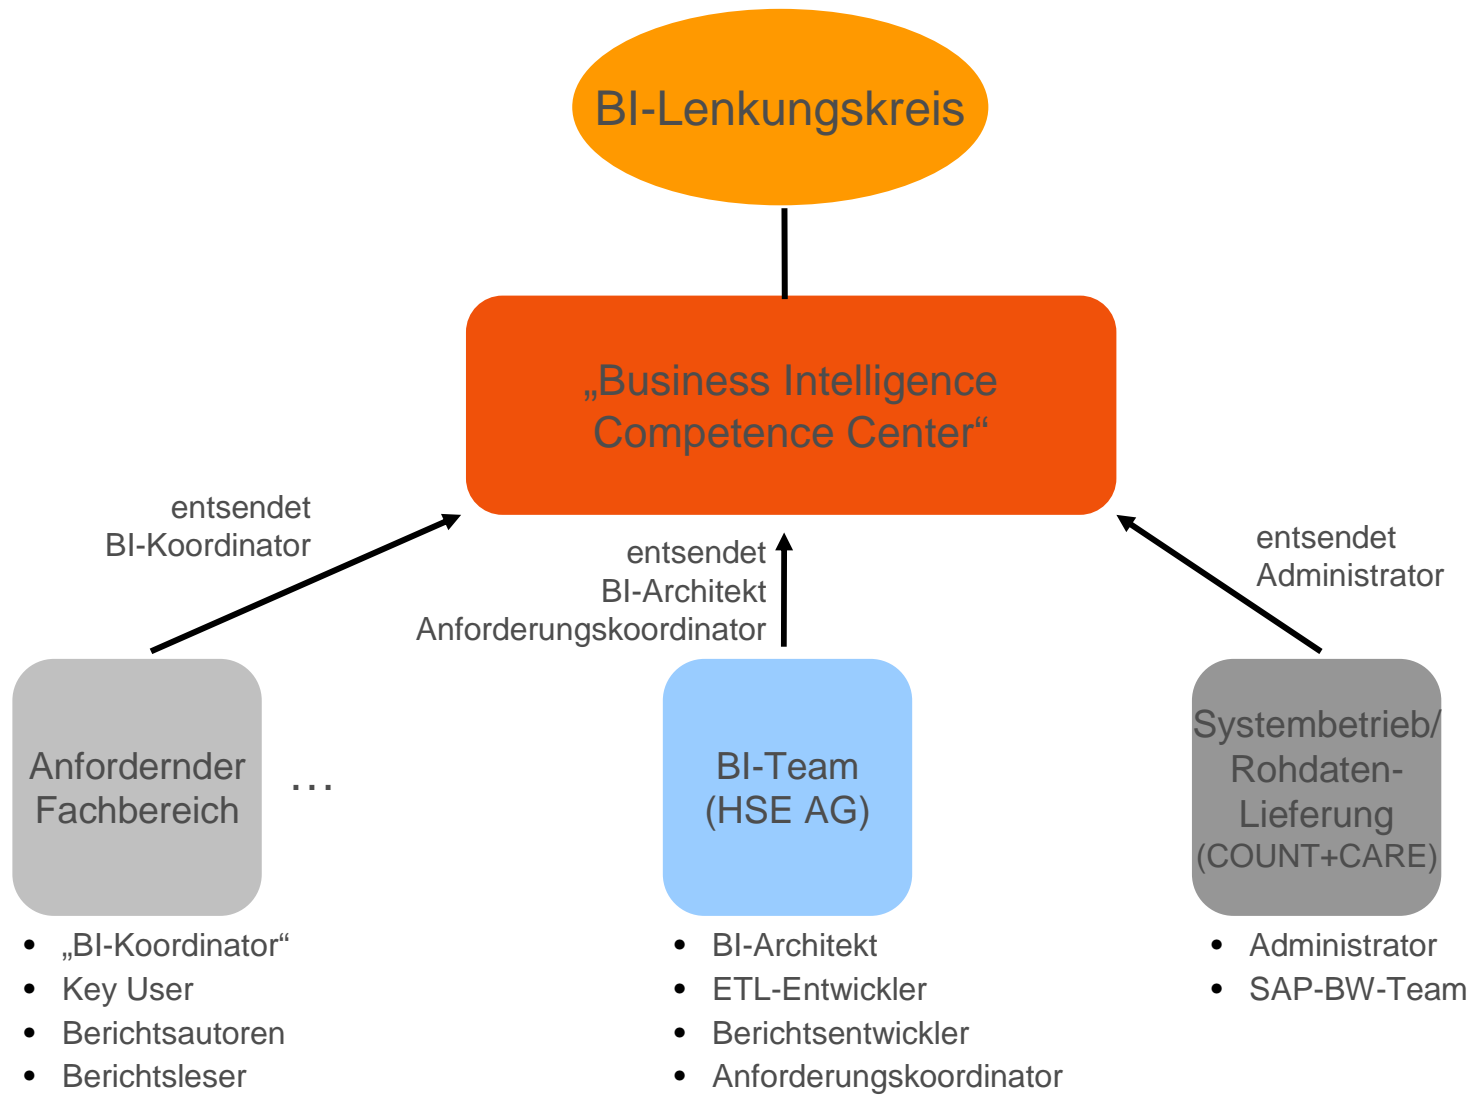 BI-Lenkungskreis
„Business Intelligence
Competence Center“
entsendet
BI-Koordinator
entsendet
BI-Architekt
Anforderungskoordinator
entsendet
Administrator
Anfordernder
Fachbereich
…
BI-Team
(HSE AG)
Systembetrieb/
Rohdaten-
Lieferung
(COUNT+CARE)
• „BI-Koordinator“
• Key User
• Berichtsautoren
• Berichtsleser
• BI-Architekt
• ETL-Entwickler
• Berichtsentwickler
• Anforderungskoordinator
• Administrator
• SAP-BW-Team